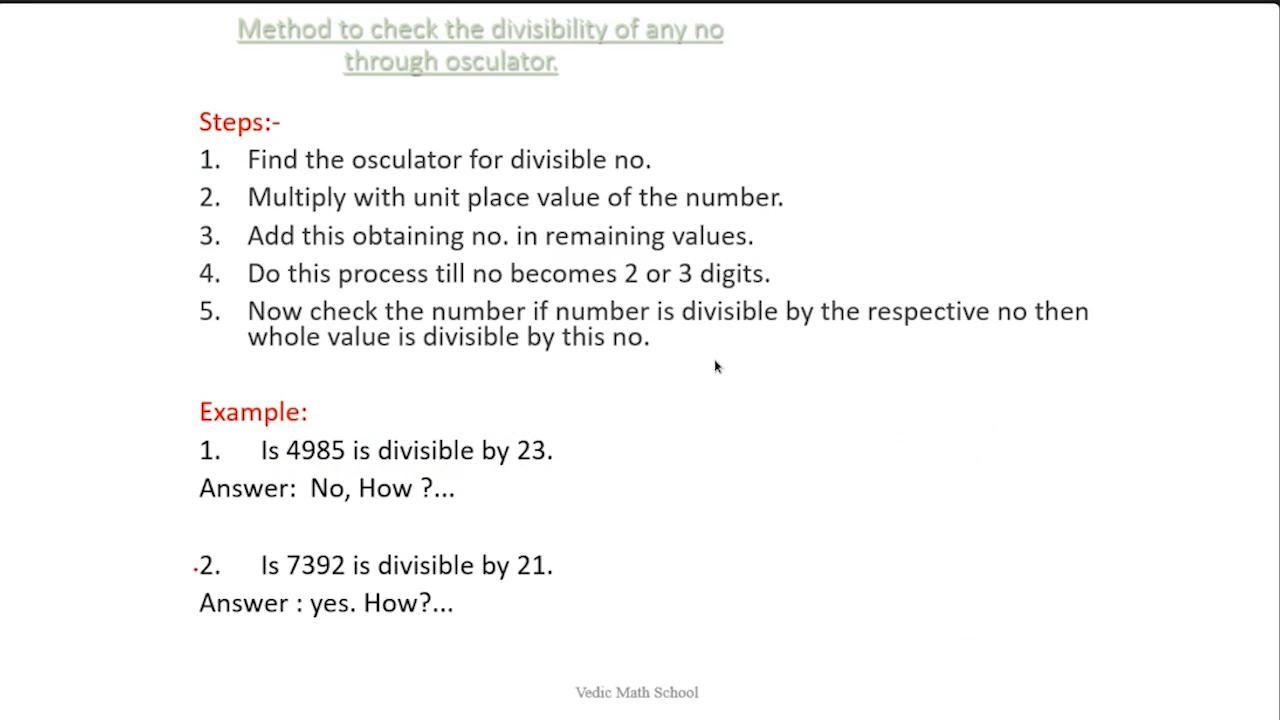 Method to check the divisibility of any no
through osculator.
Steps:-
1. Find the osculator for divisible no.
2. Multiply with unit place value of the number.
3. Add this obtaining no. in remaining values.
4. Do this process till no becomes 2 or 3 digits.
5. Now check the number if number is divisible by the respective no then
whole value is divisible by this no.
Example:
1. Is 4985 is divisible by 23.
Answer: No, How ?...
2. Is 7392 is divisible by 21.
Answer : yes. How?...
Vedic Math School